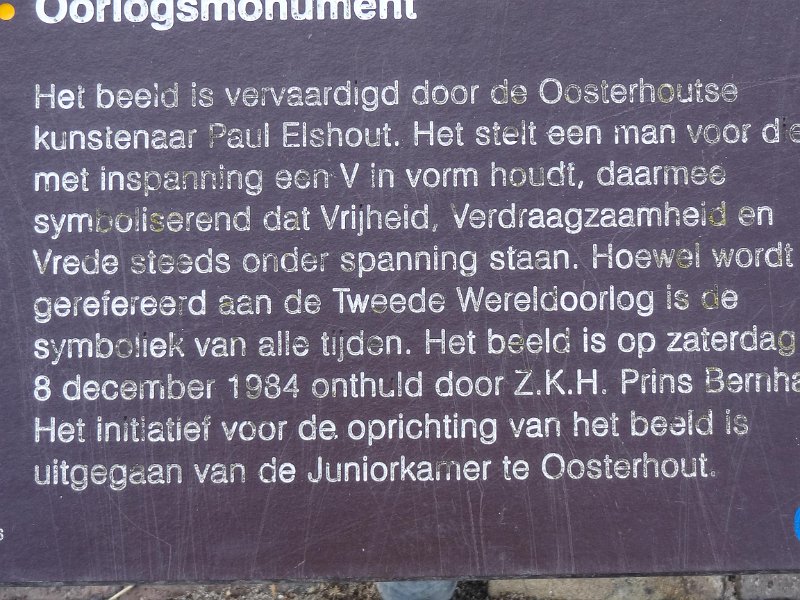 Oorlogsmonument
Het beeld is vervaardigd door de Oosterhoutse
kunstenaar Paul Elshout. Het stelt een man voor die
met inspanning een V in vorm houdt, daarmee
symboliserend dat Vrijheid, Verdraagzaamheid en
Vrede steeds onder spanning staan. Hoewel wordt
gerefereerd aan de Tweede Wereldoorlog is de
symboliek van alle tijden. Het beeld is op zaterdag
8 december 1984 onthuld door Z.K.H. Prins Bernha
Het initiatief voor de oprichting van het beeld is
uitgegaan van de Juniorkamer te Oosterhout.